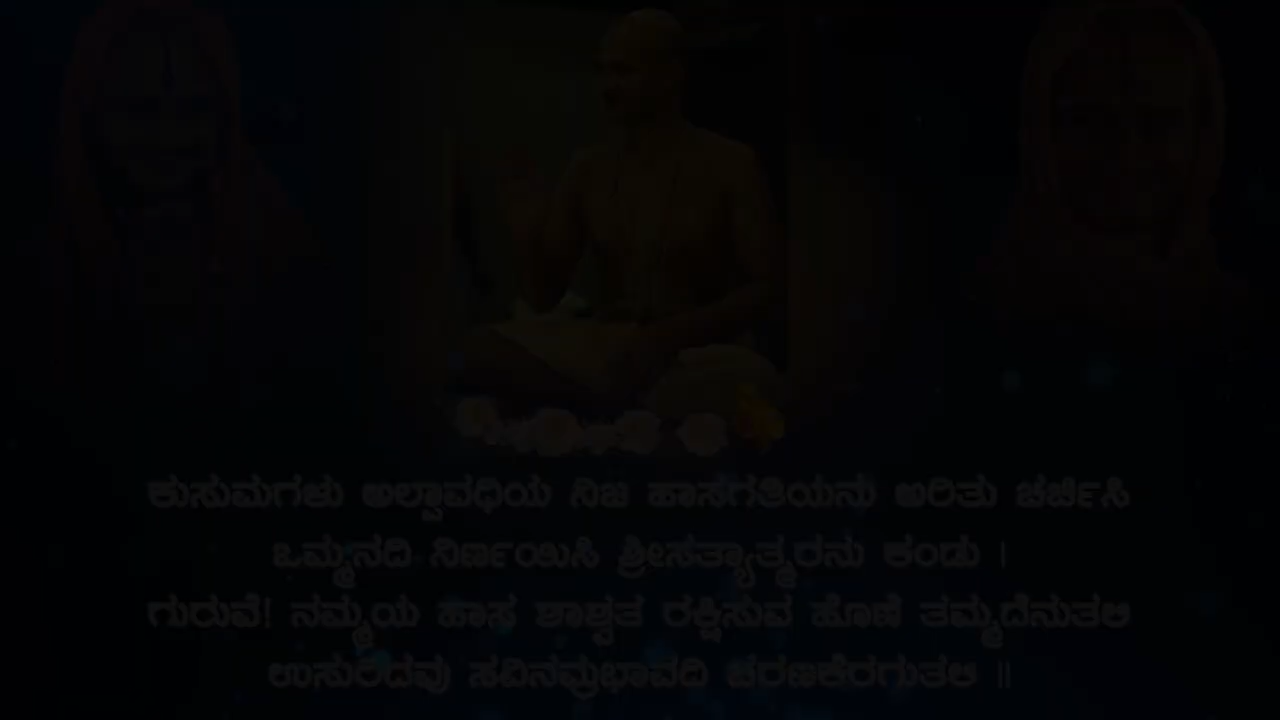 ಕುಸುಮಗಳು ಅಲ್ಪಾವಧಿಯ ನಿಜ ಹಾಸಗತಿಯನು ಅರಿತು ಚರ್ಚಿಸಿ
ಒಮ್ಮನದಿ ನಿರ್ಣಯಿಸಿ ಶ್ರೀಸತ್ಯಾತ್ಮರನು ಕಂಡು |
ಗುರುವೆ! ನಮ್ಮಯ ಹಾಸ ಶಾಶ್ವತ ರಕ್ಷಿಸುವ ಹೊಣೆ ತಮ್ಮದೆನುತಲಿ
ಉಸುರಿದವು ಸವಿನಮ್ರಭಾವದಿ ಚರಣಕೆರಗುತಲಿ ||